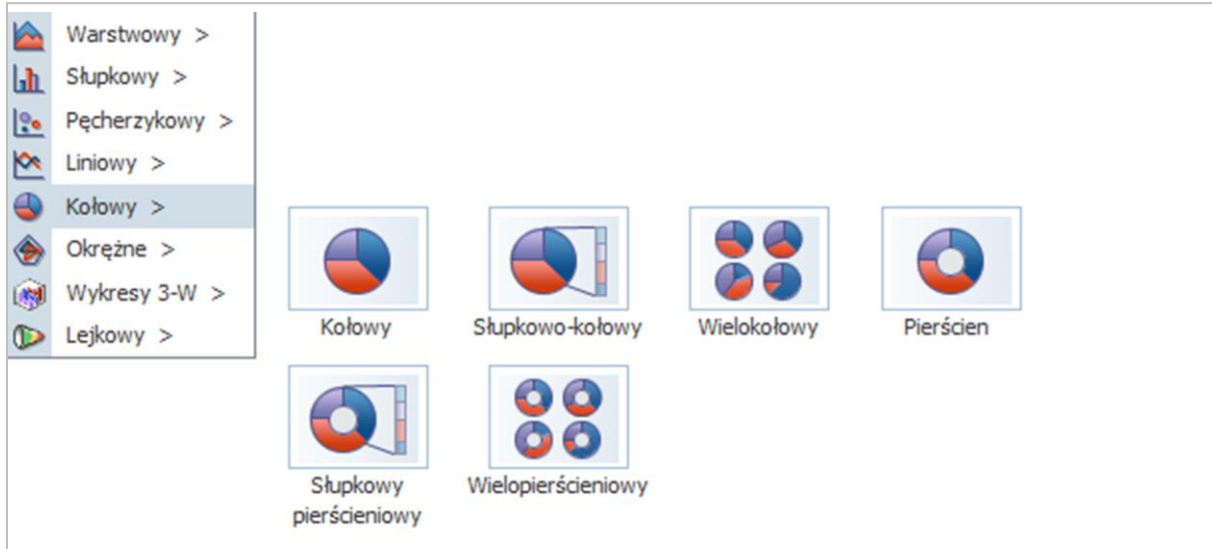 Warstwowy >
Słupkowy >
Pęcherzykowy >
Liniowy >
Kołowy >
Okrężne >
Wykresy 3-W >
Lejkowy >
Kołowy
Słupkowo-kołowy
Wielokołowy
Pierścien
Słupkowy
pierścieniowy
Wielopierścieniowy